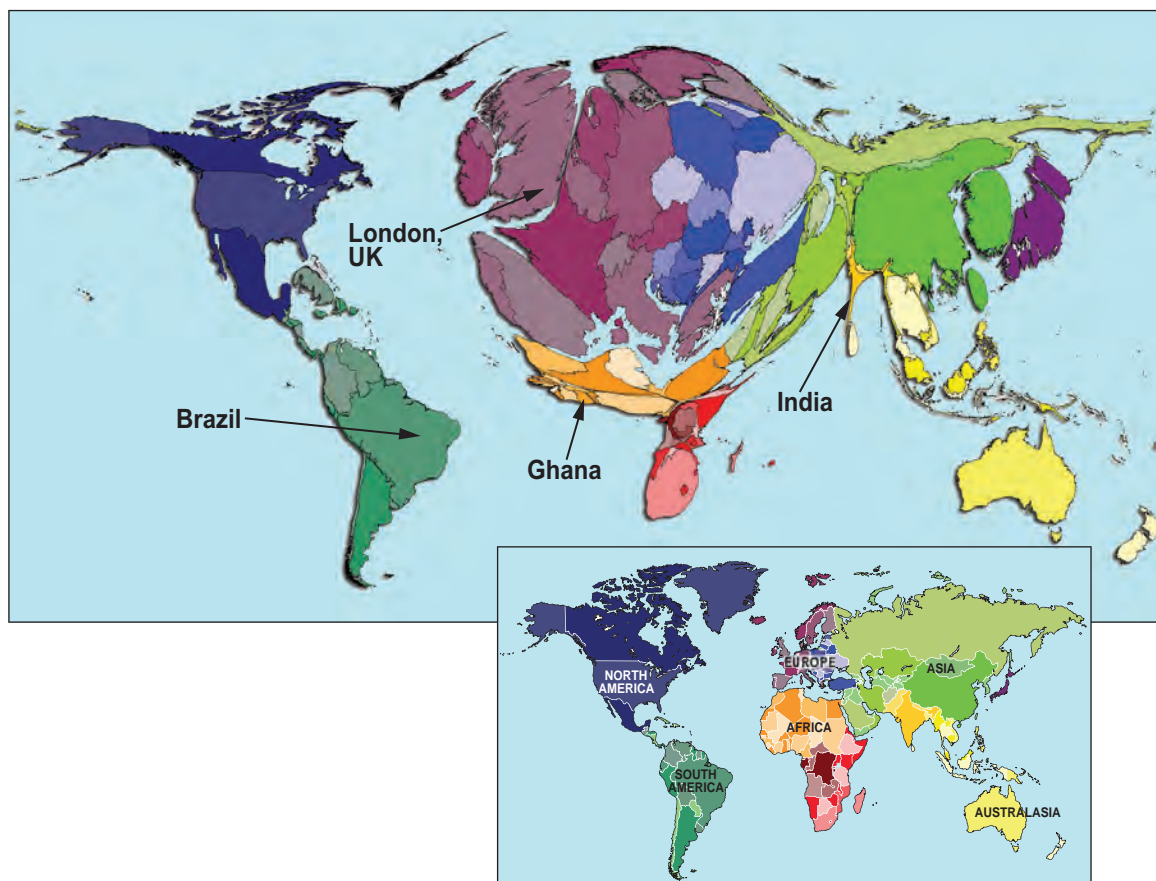 London,
UK
Brazil
Ghana
India
NORTH
AMERICA
EUROPE
ASIA
AFRICA
SOUTH
AMERICA
AUSTRALASIA